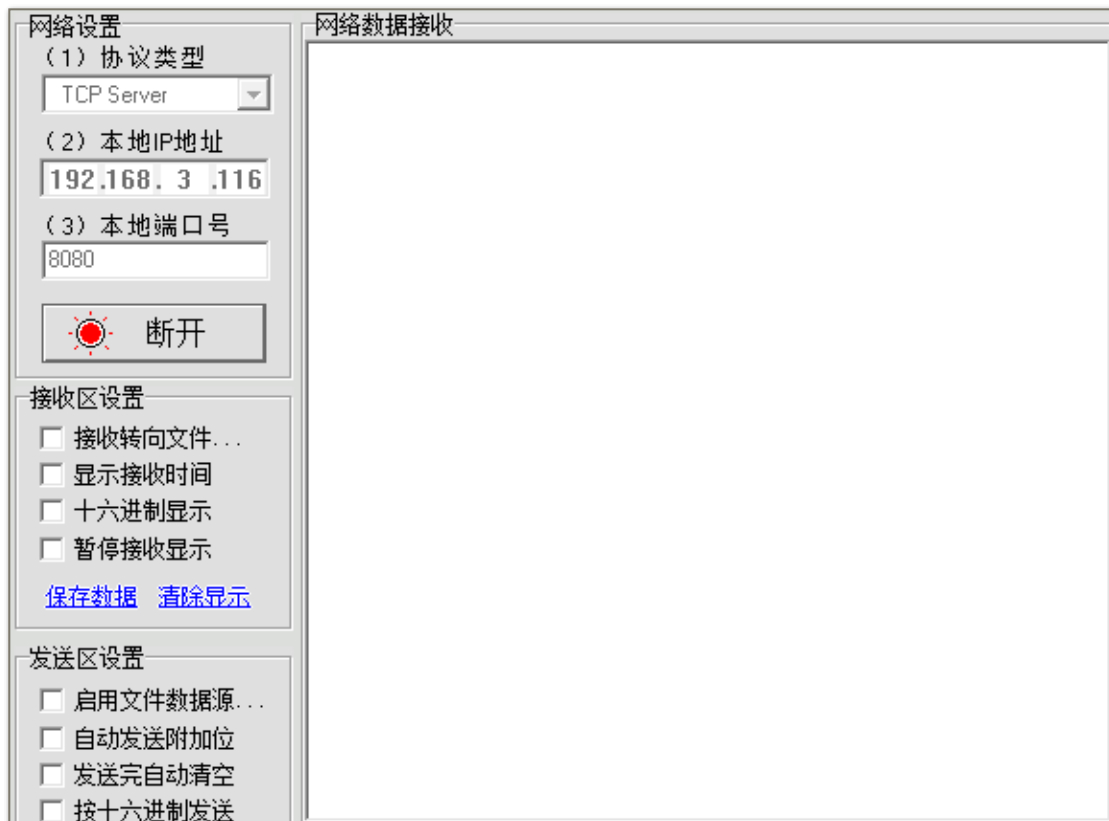 网络设置
（1）协议类型
TCP Server
（2）本地IP地址
192.168. 3 .116
（3）本地端口号
8080
断开
接收区设置
接收转向文件...
显示接收时间
十六进制显示
暂停接收显示
保存数据 清除显示
发送区设置
启用文件数据源...
自动发送附加位
发送完自动清空
按十六进制发送
网络数据接收